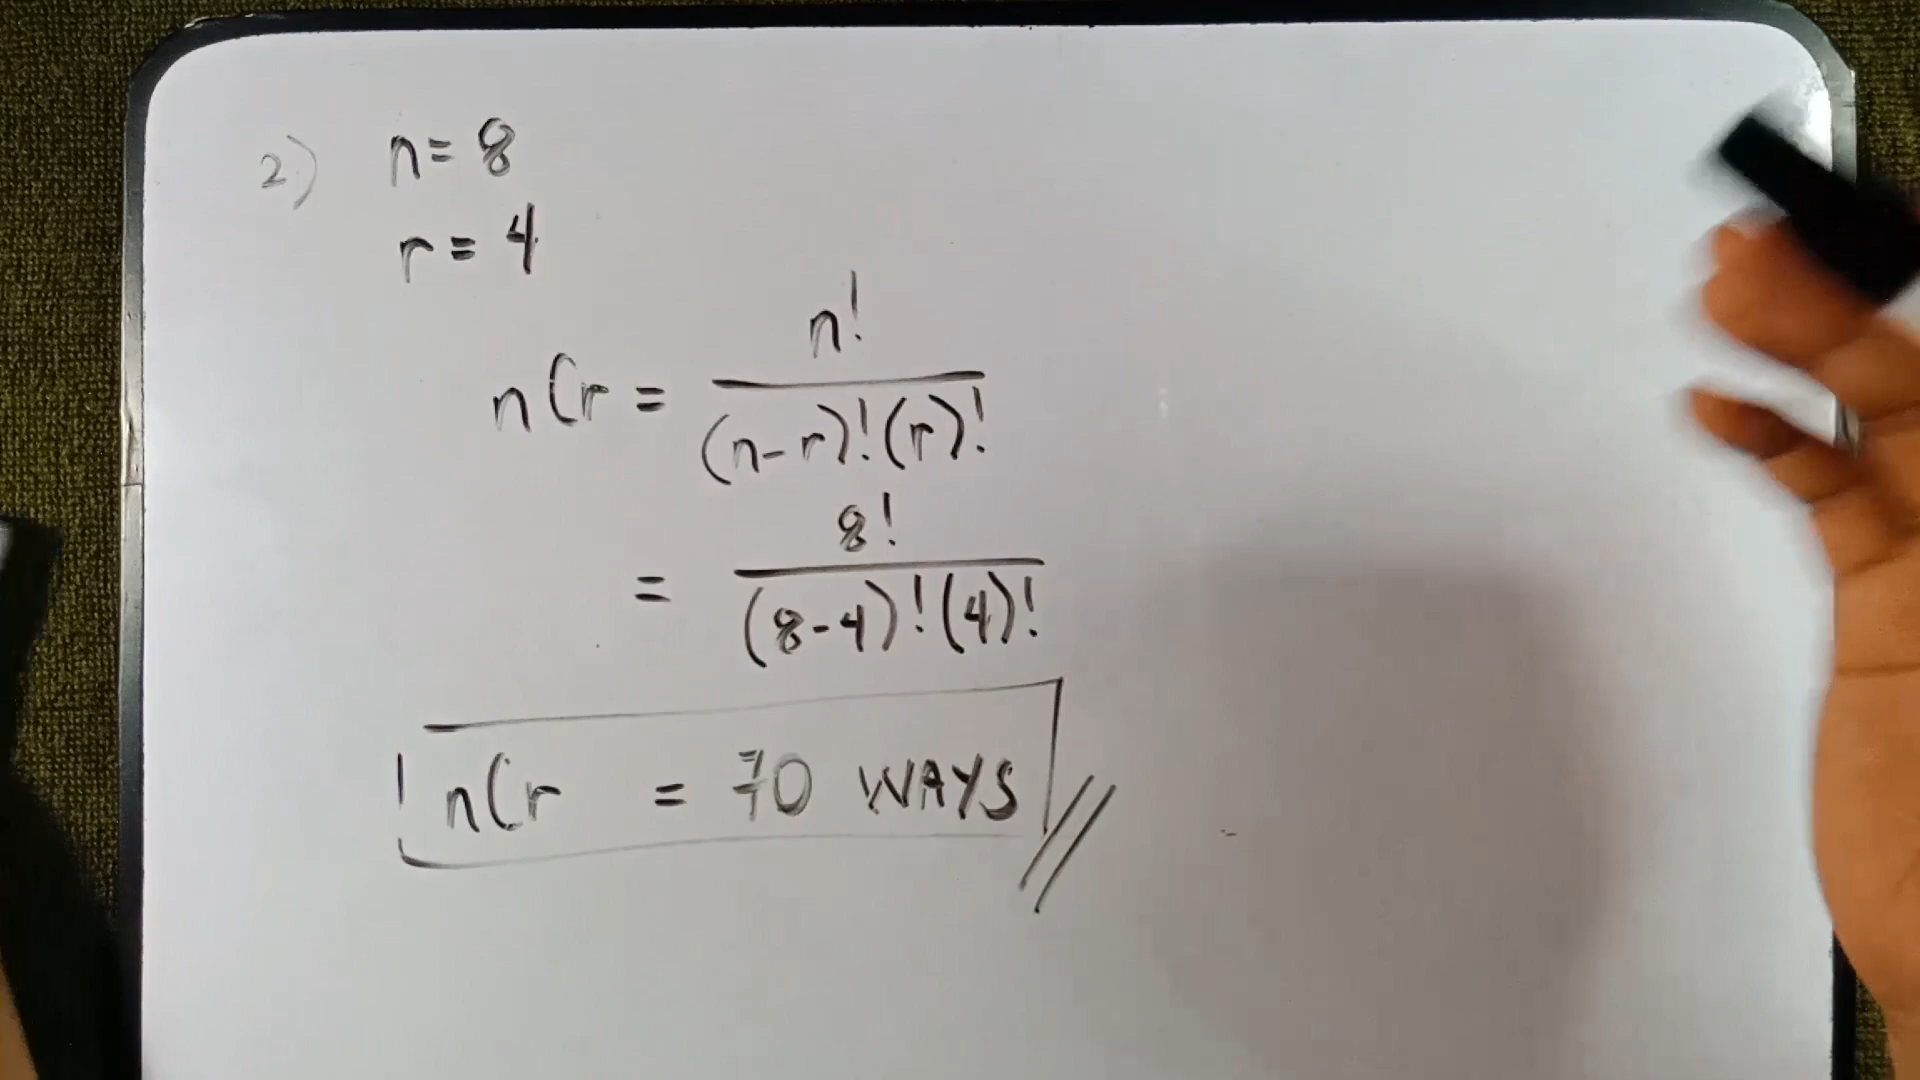 2) n = 8
r = 4
nCr = n! / (n-r)!(r)!
= 8! / (8-4)!(4)!
nCr = 70 WAYS